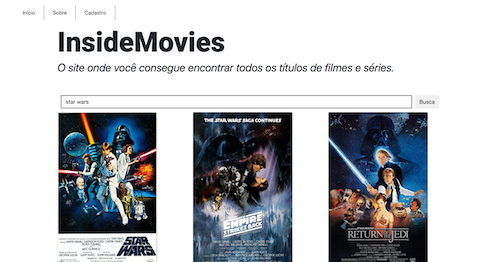 Início
Sobre
Cadastro
InsideMovies
O site onde você consegue encontrar todos os títulos de filmes e séries.
star wars
Busca
THE STAR WARS SAGA CONTINUES
STAR
WARS
THE
EMPIRE
STRIKES BACK
RETURN OF THE JEDI